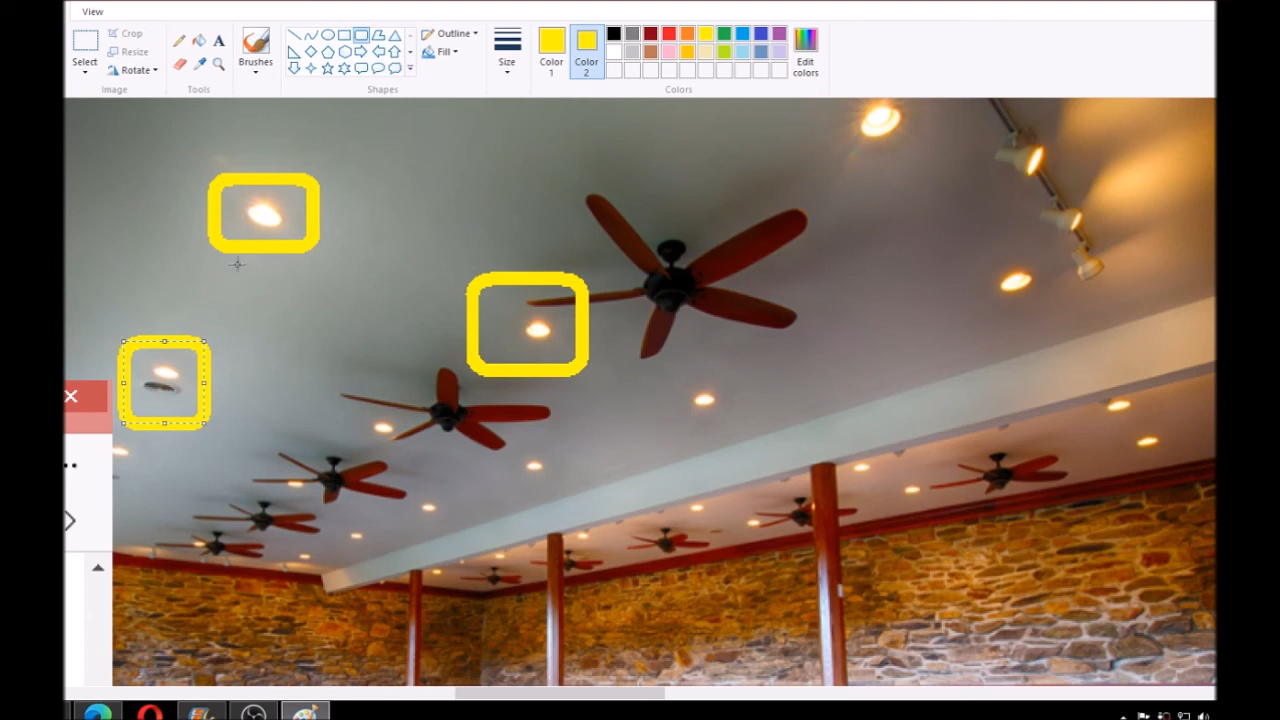 View
Crop
Resize
Rotate
Select
Image
A
Tools
Brushes
Shapes
Outline
Fill
Size
Color
1
Color
2
Edit
colors
Colors